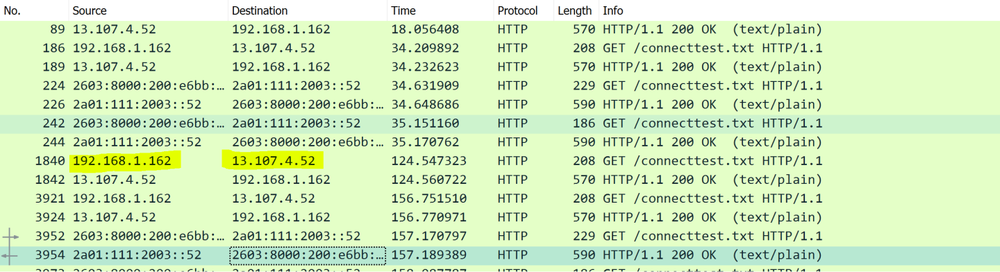 No. Source Destination Time Protocol Length Info
89 13.107.4.52 192.168.1.162 18.056408 HTTP 570 HTTP/1.1 200 OK (text/plain)
186 192.168.1.162 13.107.4.52 34.209892 HTTP 208 GET /connecttest.txt HTTP/1.1
189 13.107.4.52 192.168.1.162 34.232623 HTTP 570 HTTP/1.1 200 OK (text/plain)
224 2603:8000:200:e6bb:… 2a01:111:2003::52 34.631909 HTTP 229 GET /connecttest.txt HTTP/1.1
226 2a01:111:2003::52 2603:8000:200:e6bb:… 34.648686 HTTP 590 HTTP/1.1 200 OK (text/plain)
242 2603:8000:200:e6bb:… 2a01:111:2003::52 35.151160 HTTP 186 GET /connecttest.txt HTTP/1.1
244 2a01:111:2003::52 2603:8000:200:e6bb:… 35.170762 HTTP 590 HTTP/1.1 200 OK (text/plain)
1840 192.168.1.162 13.107.4.52 124.547323 HTTP 208 GET /connecttest.txt HTTP/1.1
1842 13.107.4.52 192.168.1.162 124.560722 HTTP 570 HTTP/1.1 200 OK (text/plain)
3921 192.168.1.162 13.107.4.52 156.751510 HTTP 208 GET /connecttest.txt HTTP/1.1
3924 13.107.4.52 192.168.1.162 156.770971 HTTP 570 HTTP/1.1 200 OK (text/plain)
3952 2603:8000:200:e6bb:… 2a01:111:2003::52 157.170797 HTTP 229 GET /connecttest.txt HTTP/1.1
3954 2a01:111:2003::52 2603:8000:200:e6bb:… 157.189389 HTTP 590 HTTP/1.1 200 OK (text/plain)